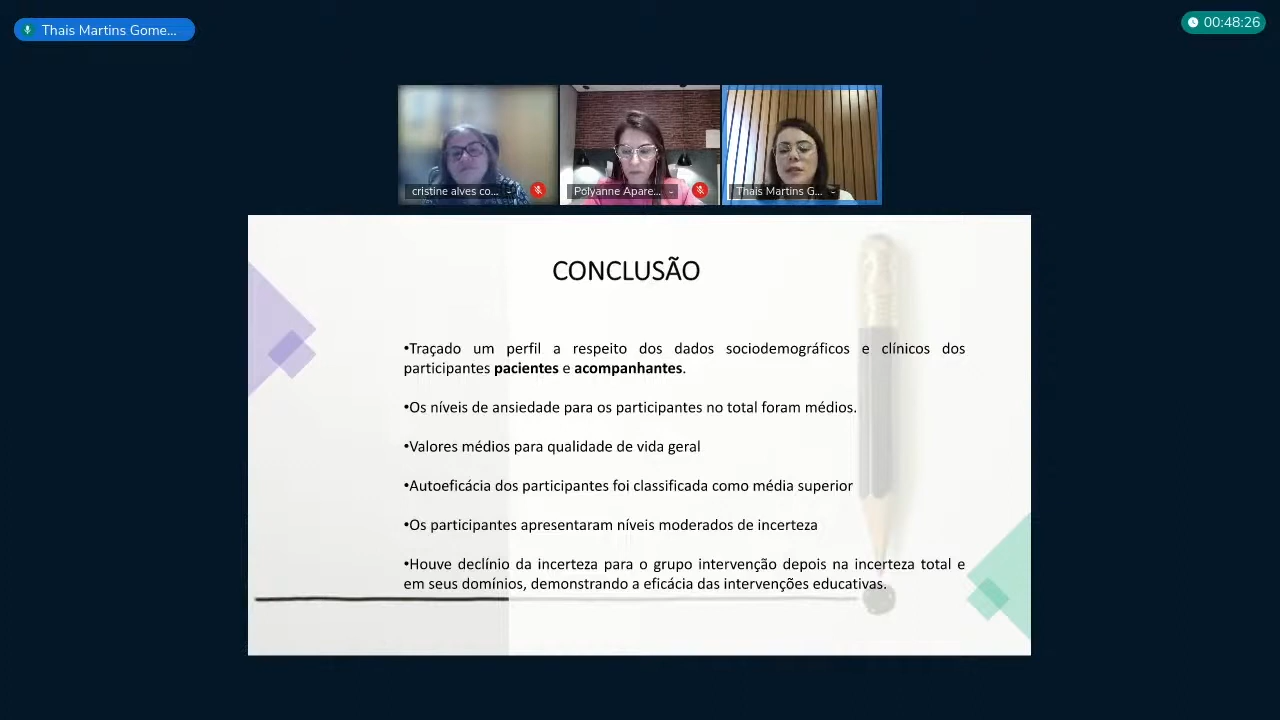 Thais Martins Gome...
00:48:26
cristine alves co...
Polyanne Apare...
Thais Martins G...
CONCLUSÃO
•Traçado um perfil a respeito dos dados sociodemográficos e clínicos dos
participantes pacientes e acompanhantes.
•Os níveis de ansiedade para os participantes no total foram médios.
•Valores médios para qualidade de vida geral
•Autoeficácia dos participantes foi classificada como média superior
•Os participantes apresentaram níveis moderados de incerteza
•Houve declínio da incerteza para o grupo intervenção depois na incerteza total e
em seus domínios, demonstrando a eficácia das intervenções educativas.